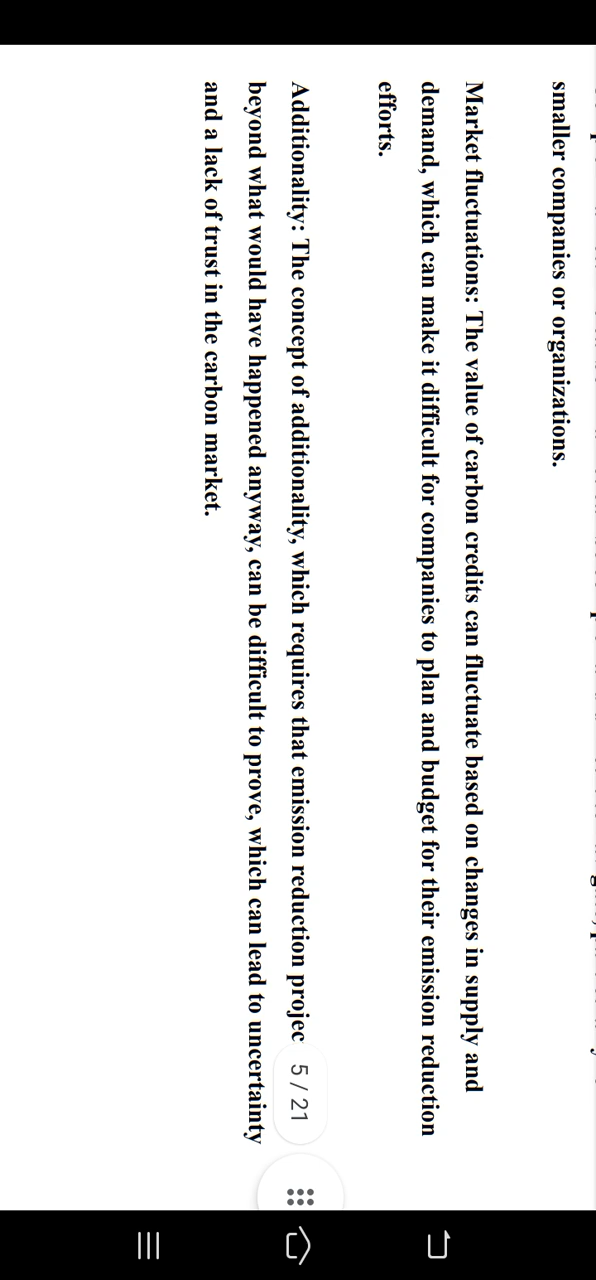 smaller companies or organizations.
Market fluctuations: The value of carbon credits can fluctuate based on changes in supply and
demand, which can make it difficult for companies to plan and budget for their emission reduction
efforts.
Additionality: The concept of additionality, which requires that emission reduction projec
beyond what would have happened anyway, can be difficult to prove, which can lead to uncertainty
and a lack of trust in the carbon market.
5 / 21